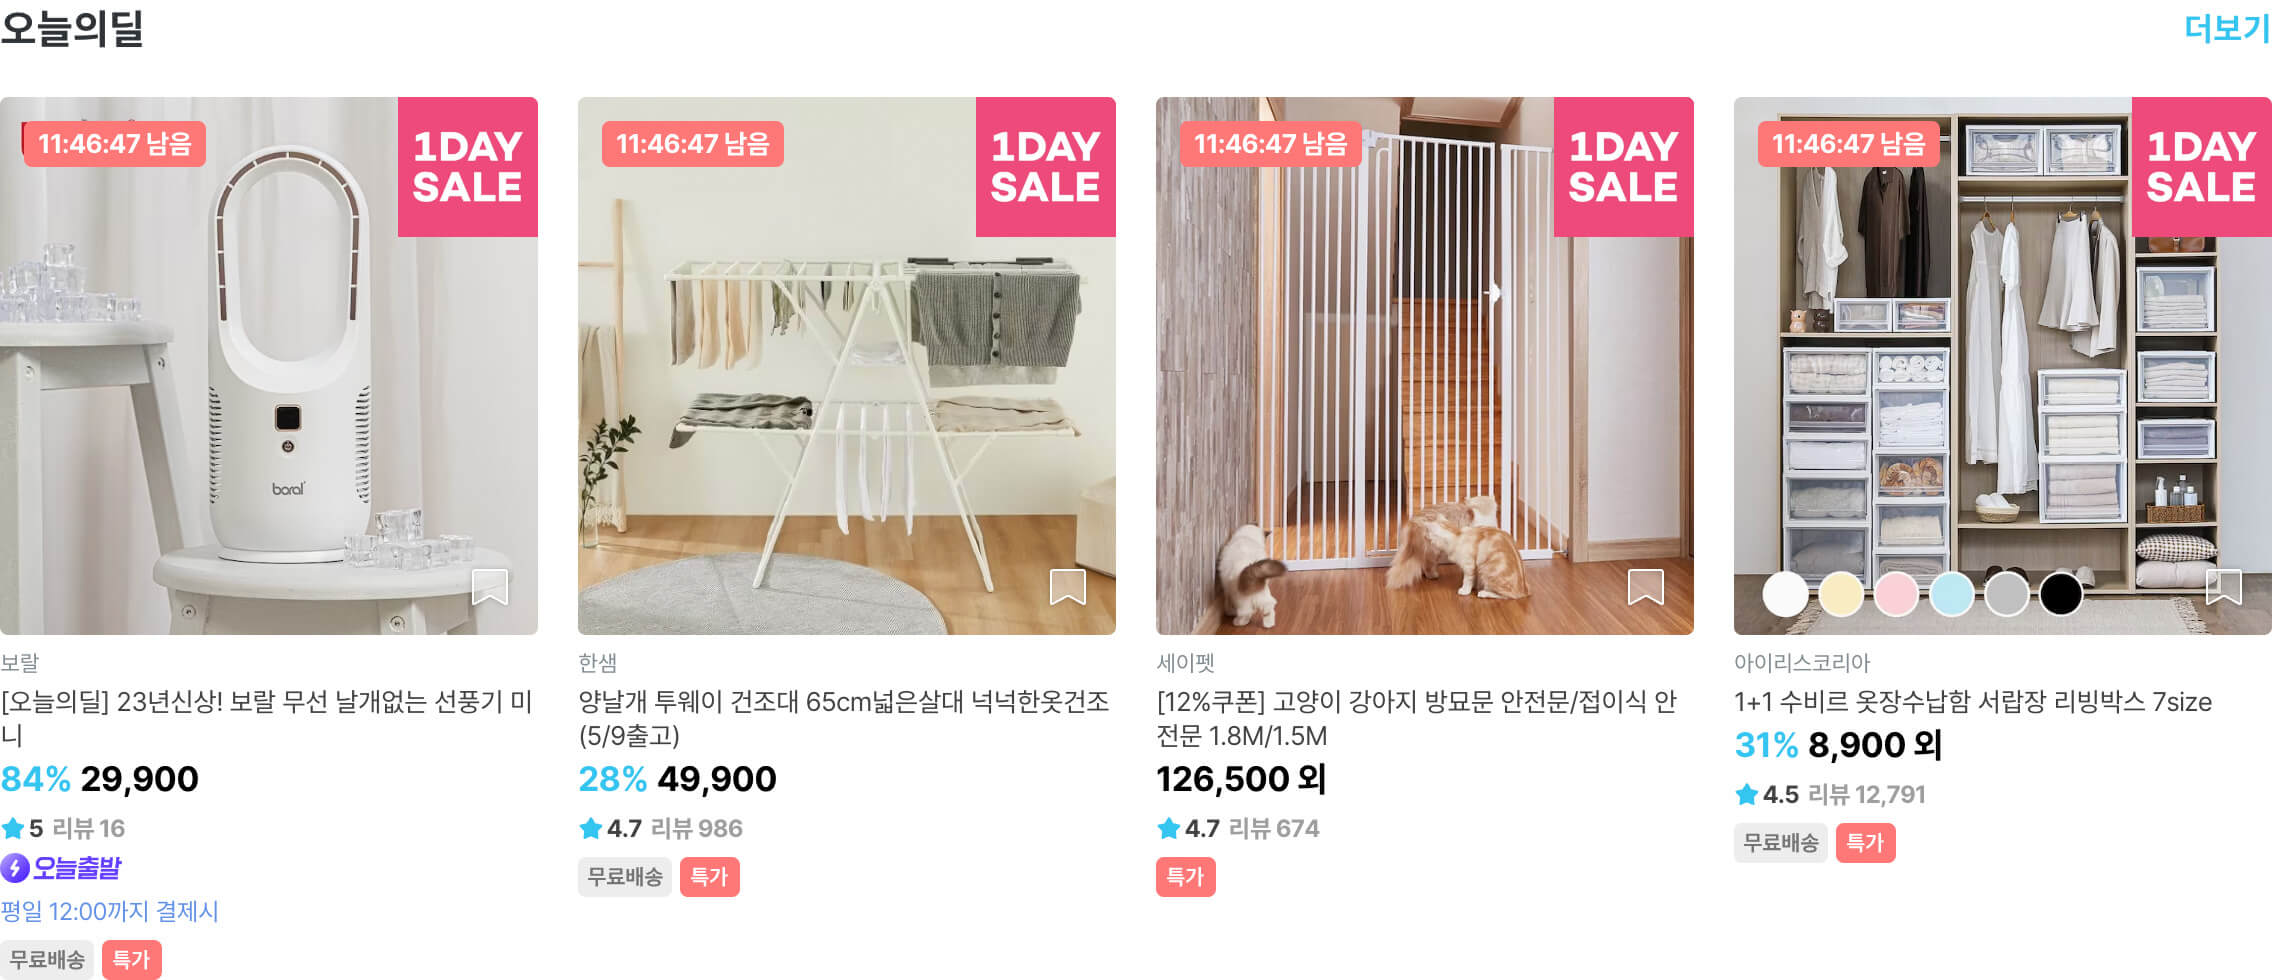 오늘의딜
더보기
11:46:47 남음
1DAY
SALE
boral
보랄
[오늘의딜] 23년신상! 보랄 무선 날개없는 선풍기 미
니
84% 29,900
5 리뷰 16
오늘출발
평일 12:00까지 결제시
무료배송 특가
11:46:47 남음
1DAY
SALE
한샘
양날개 투웨이 건조대 65cm넓은살대 넉넉한옷건조
(5/9출고)
28% 49,900
4.7 리뷰 986
무료배송 특가
11:46:47 남음
1DAY
SALE
세이펫
[12%쿠폰] 고양이 강아지 방묘문 안전문/접이식 안
전문 1.8M/1.5M
126,500 외
4.7 리뷰 674
특가
11:46:47 남음
1DAY
SALE
아이리스코리아
1+1 수비르 옷장수납함 서랍장 리빙박스 7size
31% 8,900 외
4.5 리뷰 12,791
무료배송 특가